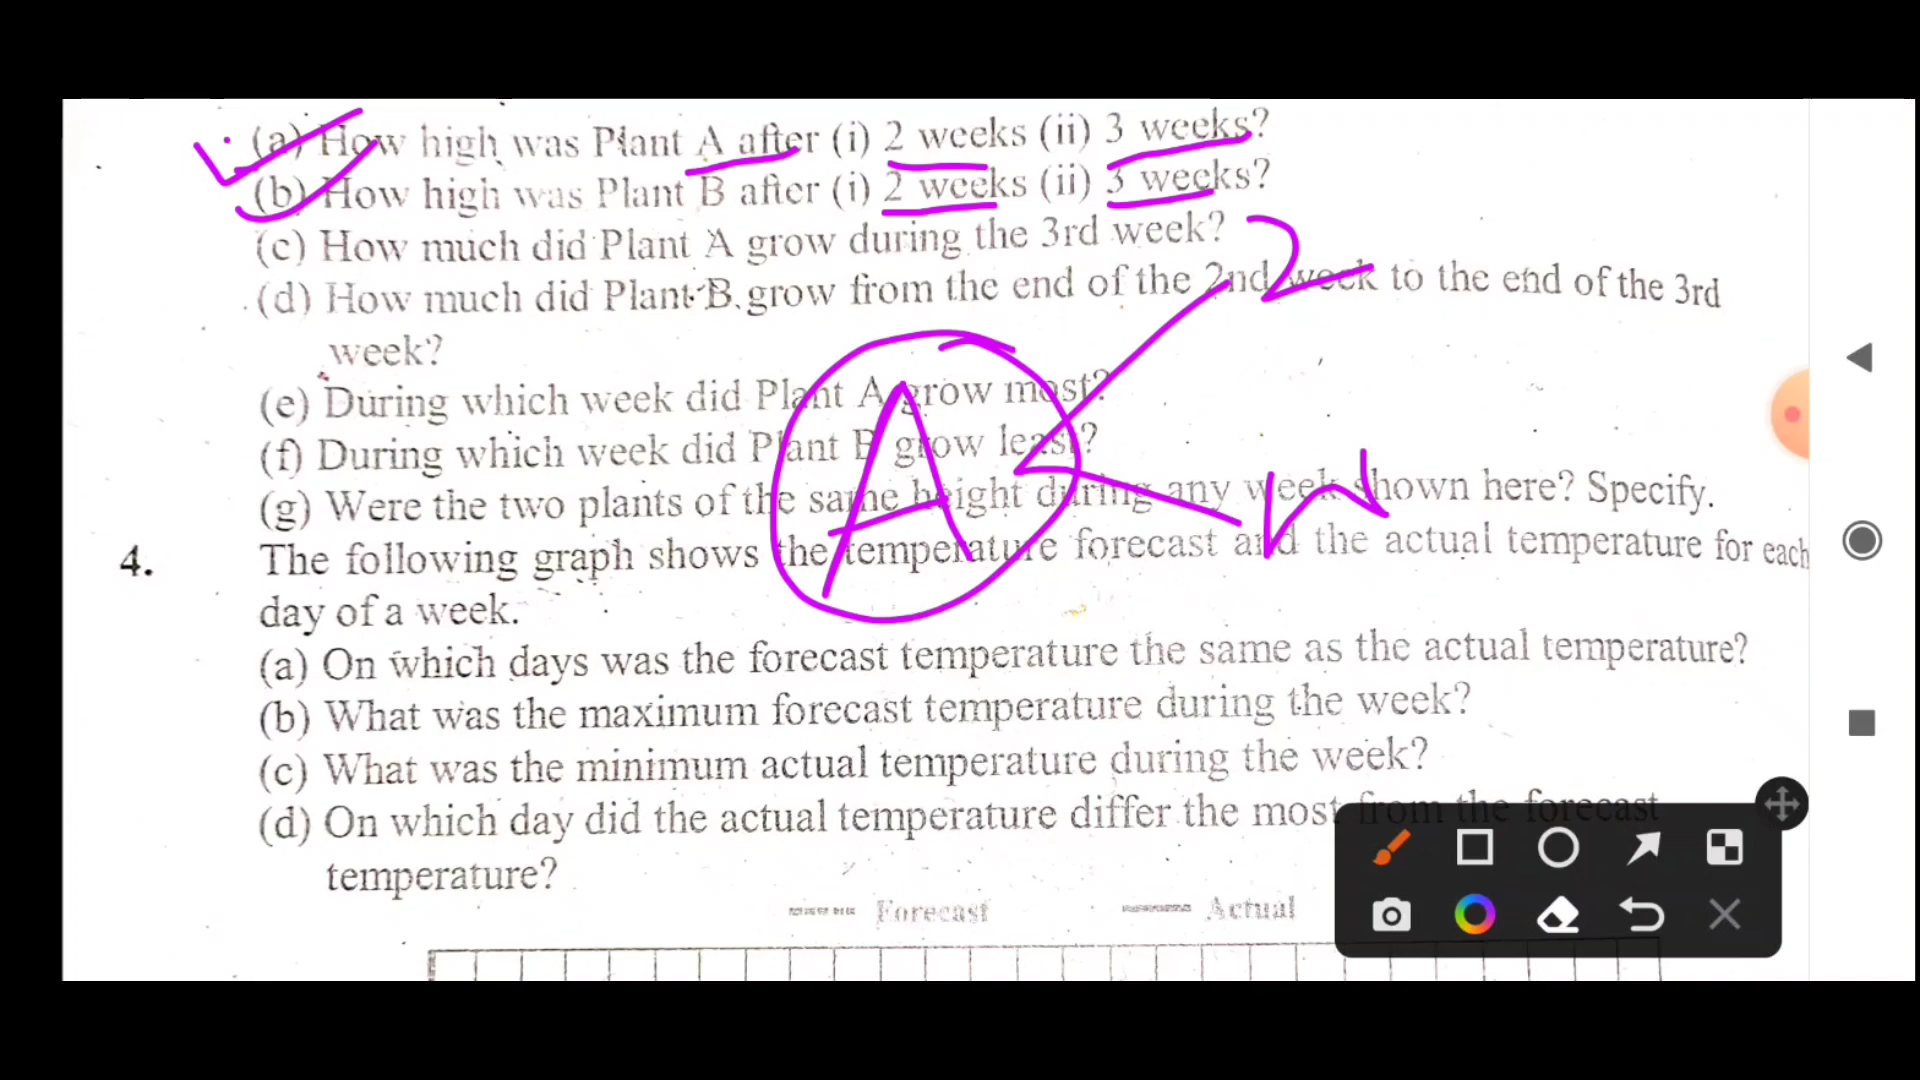 (a) How high was Plant A after (i) 2 weeks (ii) 3 weeks?
(b) How high was Plant B after (i) 2 weeks (ii) 3 weeks?
(c) How much did Plant A grow during the 3rd week?
(d) How much did Plant B grow from the end of the 2nd week to the end of the 3rd
week?
(e) During which week did Plant A grow most?
(f) During which week did Plant B grow least?
(g) Were the two plants of the same height during any week shown here? Specify.
4. The following graph shows the temperature forecast and the actual temperature for each
day of a week.
(a) On which days was the forecast temperature the same as the actual temperature?
(b) What was the maximum forecast temperature during the week?
(c) What was the minimum actual temperature during the week?
(d) On which day did the actual temperature differ the most from the forecast
temperature?
Forecast Actual
A
2